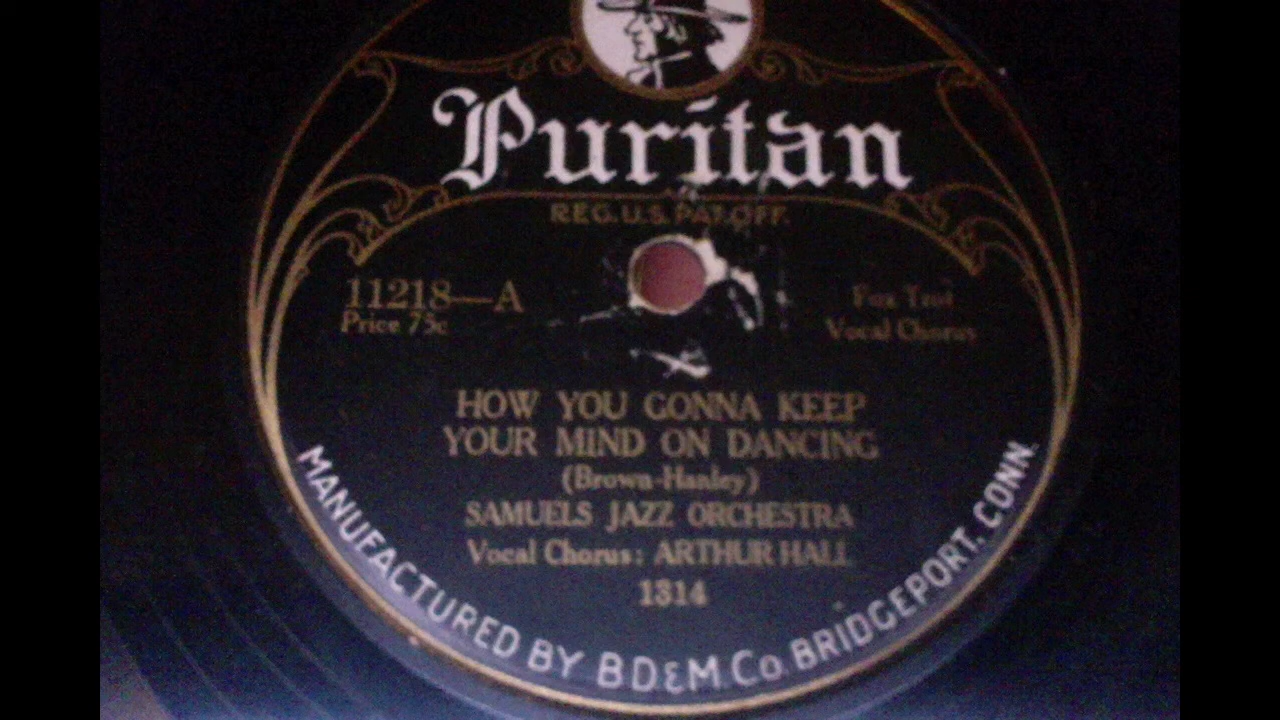 Puritan
REG. U.S. PAT. OFF.
11218—A
Price 75c
Fox Trot
Vocal Chorus
HOW YOU GONNA KEEP
YOUR MIND ON DANCING
(Brown-Hanley)
SAMUELS JAZZ ORCHESTRA
Vocal Chorus: ARTHUR HALL
1314
MANUFACTURED BY BD&M. Co. BRIDGEPORT, CONN.